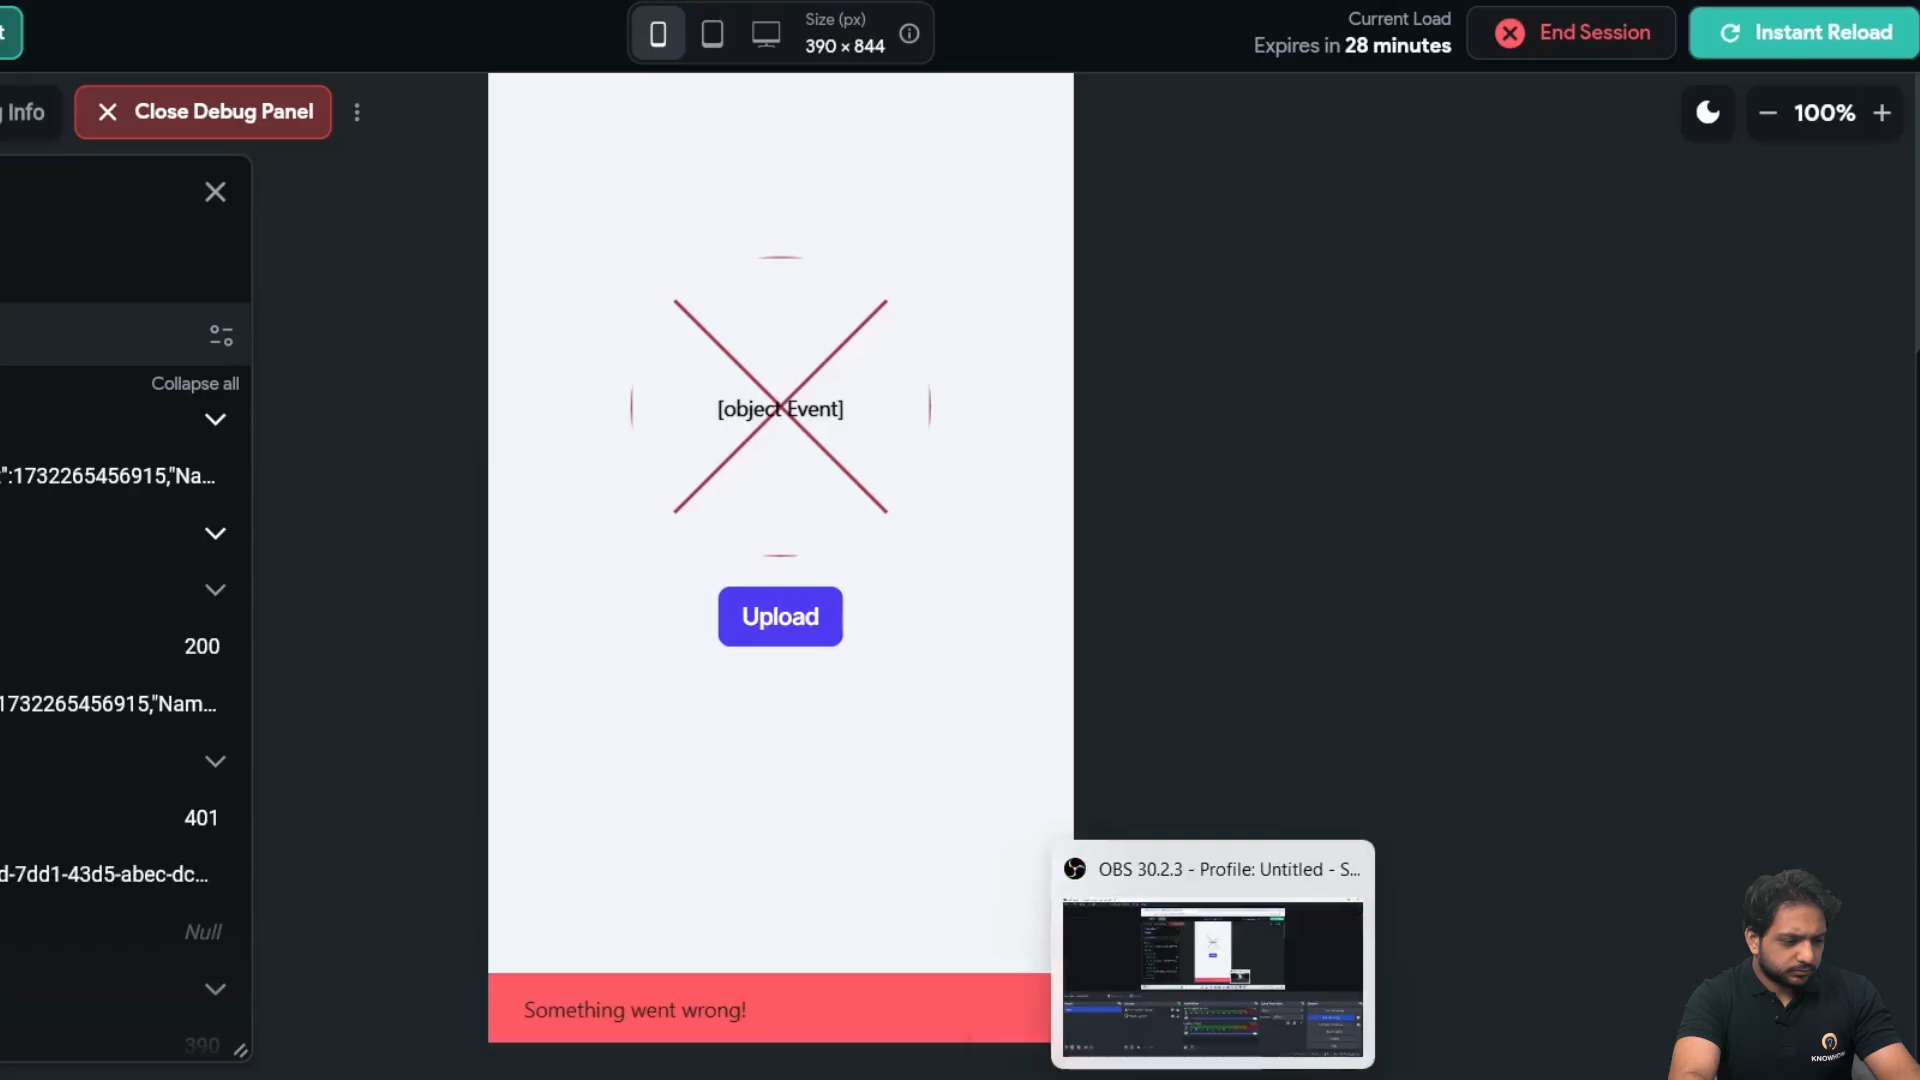 t
Size (px)
390 × 844
Current Load
Expires in 28 minutes
End Session
Instant Reload
g Info
Close Debug Panel
100%
Collapse all
":1732265456915,"Na...
200
1732265456915,"Nam...
401
d-7dd1-43d5-abec-dc...
Null
390
[object Event]
Upload
Something went wrong!
OBS 30.2.3 - Profile: Untitled - S...